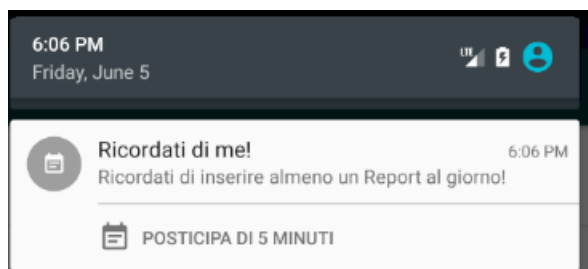 6:06 PM
LTE
Friday, June 5
Ricordati di me!
6:06 PM
Ricordati di inserire almeno un Report al giorno!
POSTICIPA DI 5 MINUTI